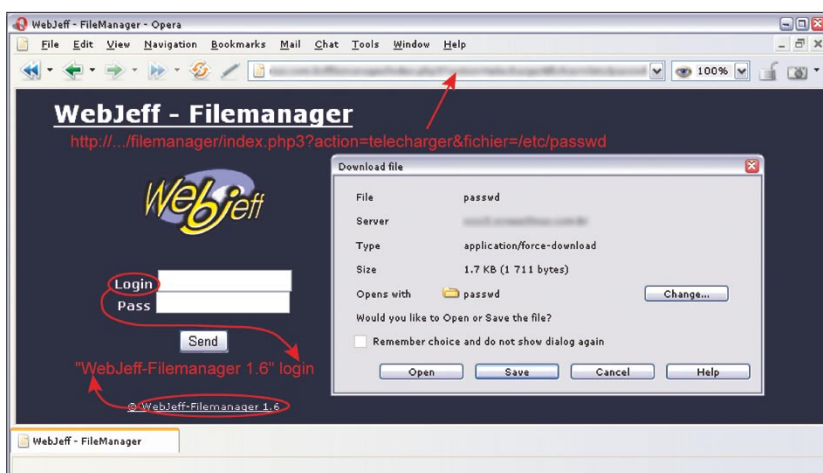 WebJeff - FileManager - Opera
File Edit View Navigation Bookmarks Mail Chat Tools Window Help
100%
WebJeff - Filemanager
http://.../filemanager/index.php3?action=telecharger&fichier=/etc/passwd
Webjeff
Login
Pass
Send
"WebJeff-Filemanager 1.6" login
© WebJeff-Filemanager 1.6
Download file
File passwd
Server
Type application/force-download
Size 1.7 KB (1 711 bytes)
Opens with passwd Change...
Would you like to Open or Save the file?
Remember choice and do not show dialog again
Open Save Cancel Help
WebJeff - FileManager